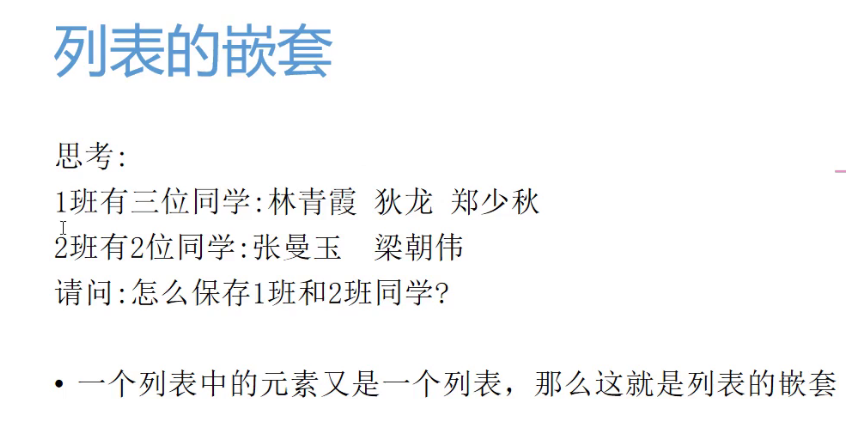 列表的嵌套
思考:
1班有三位同学:林青霞 狄龙 郑少秋
2班有2位同学:张曼玉 梁朝伟
请问:怎么保存1班和2班同学?
• 一个列表中的元素又是一个列表，那么这就是列表的嵌套